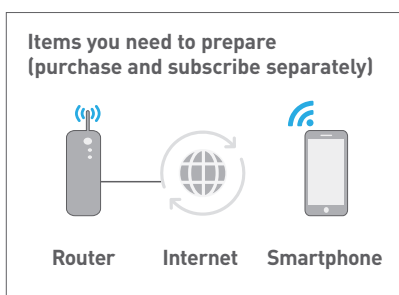 Items you need to prepare
(purchase and subscribe separately)
Router Internet Smartphone